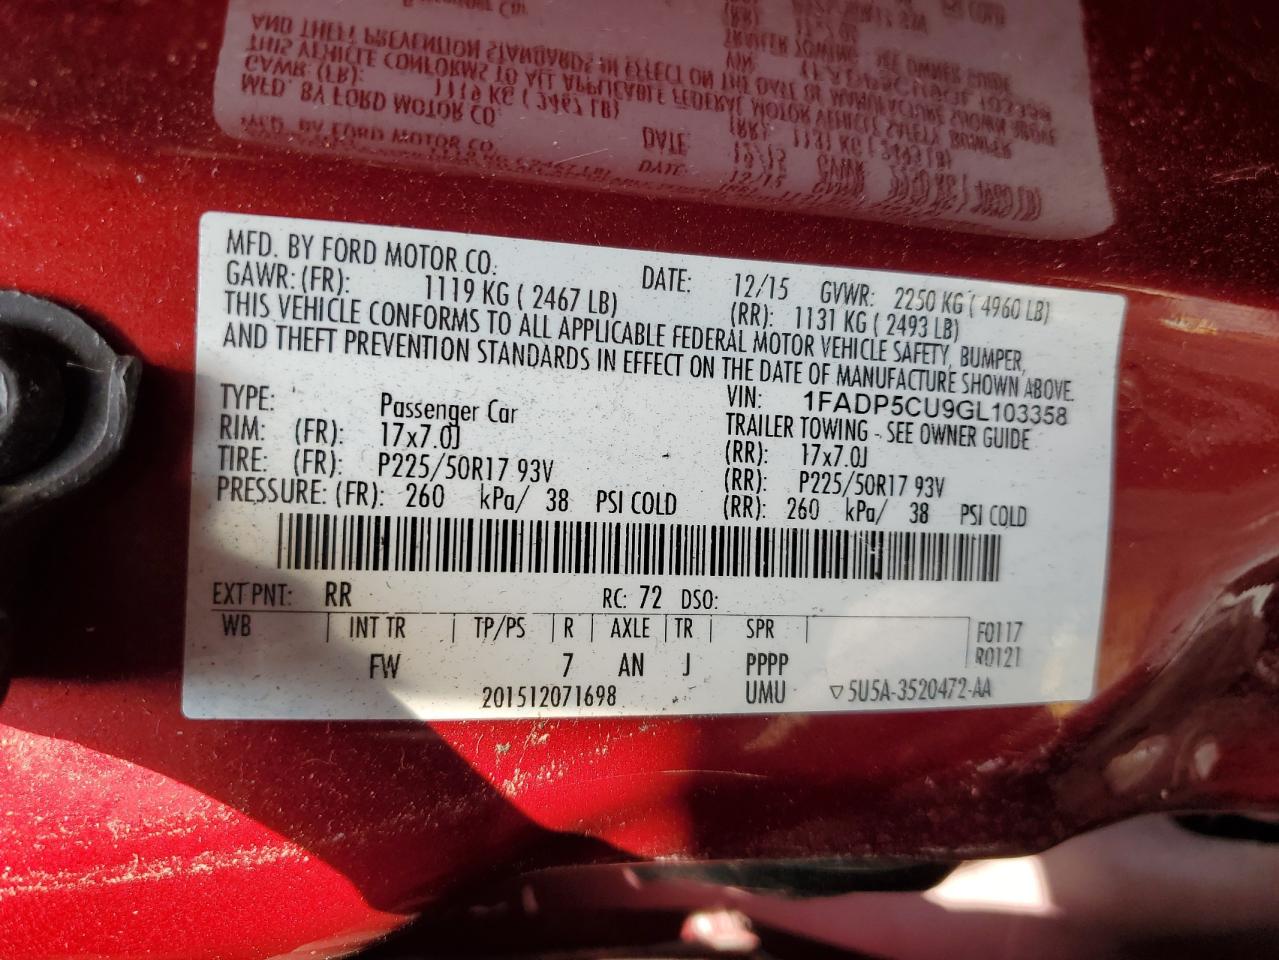 MFD. BY FORD MOTOR CO. DATE: 12/15 GVWR: 2250 KG ( 4960 LB)
GAWR: (FR): 1119 KG ( 2467 LB) (RR): 1131 KG ( 2493 LB)
THIS VEHICLE CONFORMS TO ALL APPLICABLE FEDERAL MOTOR VEHICLE SAFETY, BUMPER,
AND THEFT PREVENTION STANDARDS IN EFFECT ON THE DATE OF MANUFACTURE SHOWN ABOVE.
VIN: 1FADP5CU9GL103358
TYPE: Passenger Car TRAILER TOWING - SEE OWNER GUIDE
RIM: (FR): 17x7.0J (RR): 17x7.0J
TIRE: (FR): P225/50R17 93V (RR): P225/50R17 93V
PRESSURE: (FR): 260 kPa/ 38 PSI COLD (RR): 260 kPa/ 38 PSI COLD
EXT PNT: RR RC: 72 DSO:
WB INT TR TP/PS R AXLE TR SPR F0117
R0121
FW 7 AN J PPPP
201512071698 UMU ▽5U5A-3520472-AA